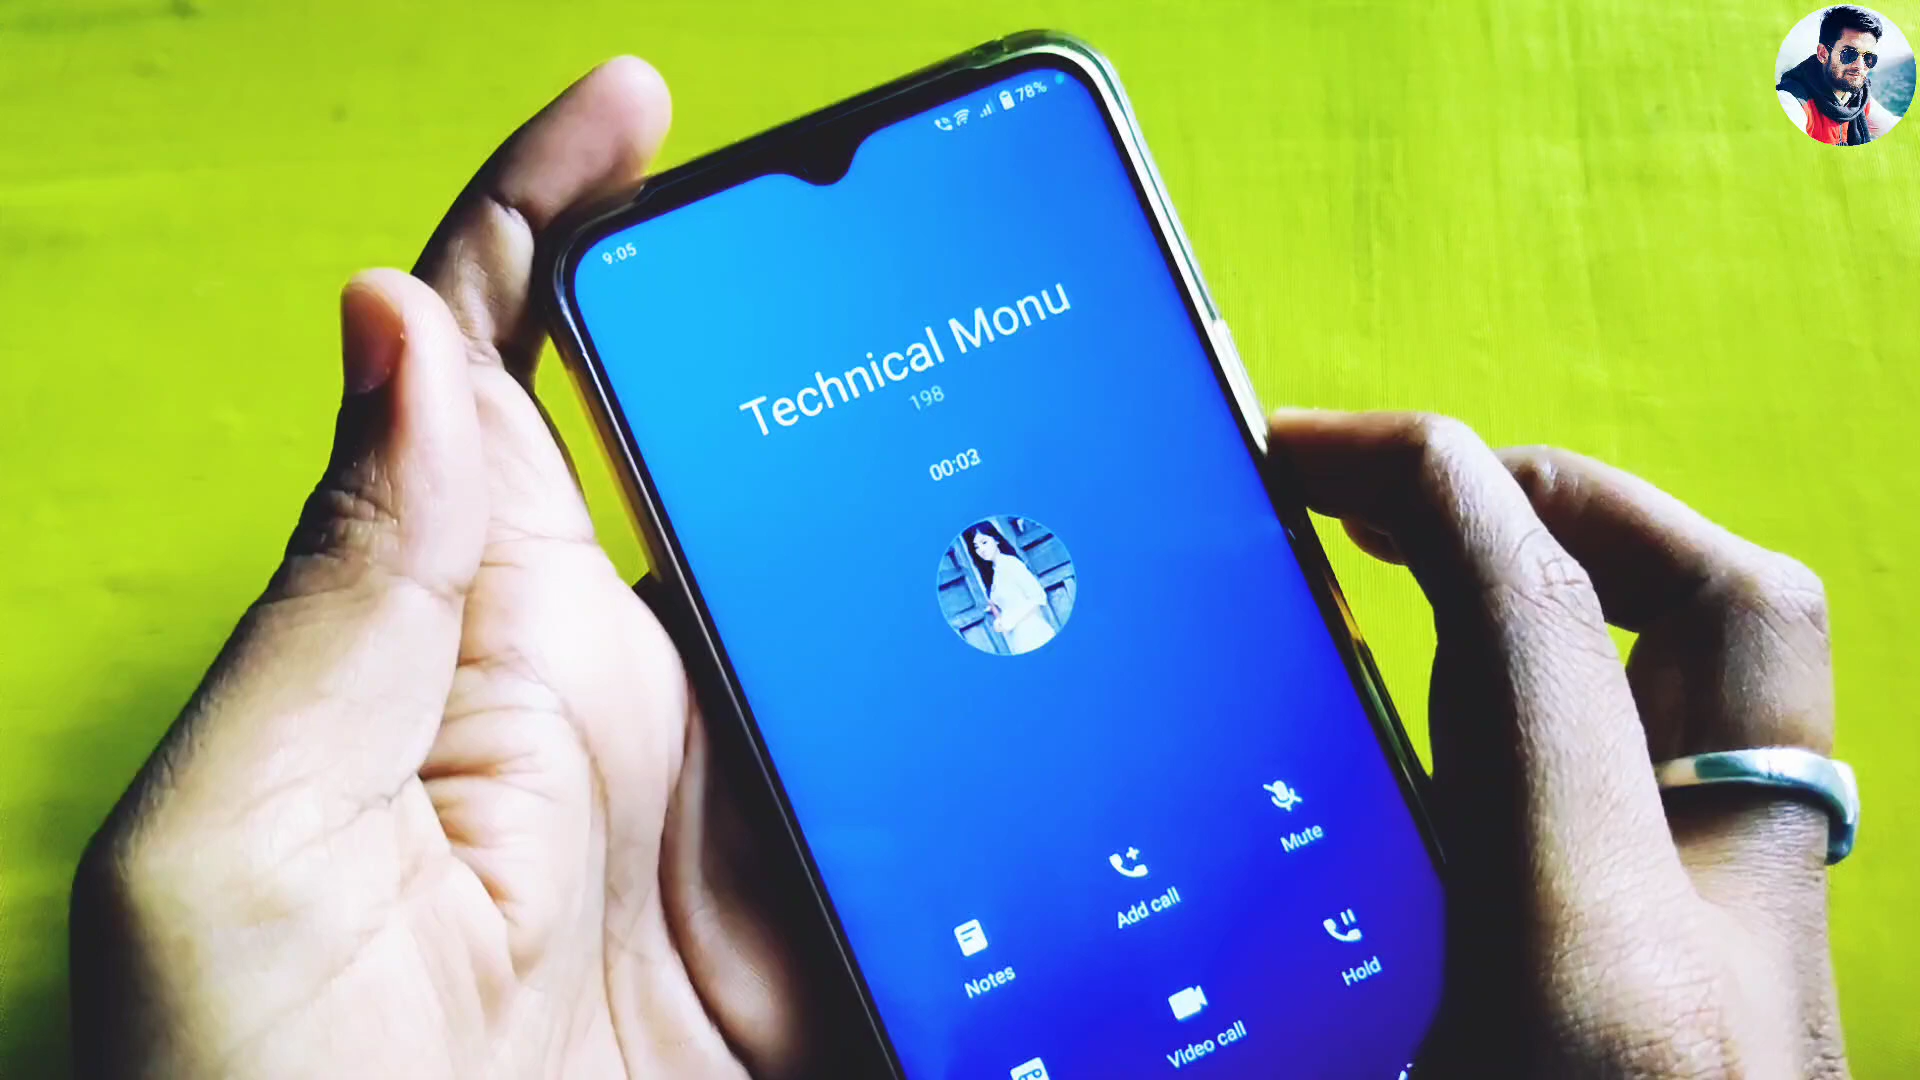 9:05
78%
Technical Monu
198
00:03
Notes
Add call
Mute
Video call
Hold